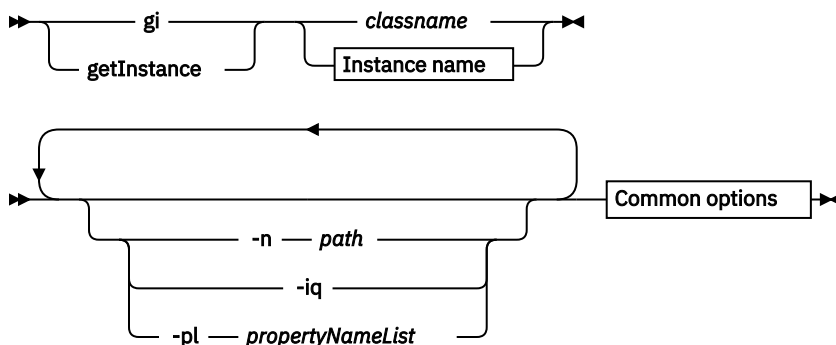 gi classname
getInstance Instance name
-n path Common options
-iq
-pl propertyNameList